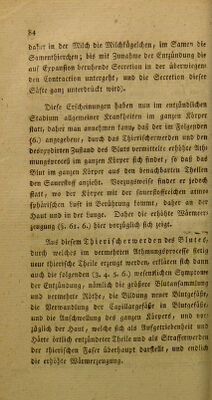 84
daher in der Milch die Milchkügelchen, im Samen die
Samenthierchen; bis mit Zunahme der Entzündung die
auf Expansion beruhende Secretion in der überwiegen
den Contraction untergeht, und die Secretion dieser
Säfte ganz unterdrückt wird).
Diese Erscheinungen haben nun im entzündlichen
Stadium allgemeiner Krankheiten im ganzen Körper
statt, daher man annehmen kann, daß der im Folgenden
(6.) angegebene, durch das Thierischerwerden und den
desoxydirten Zustand des Bluts vermittelte erhöhte Ath-
mungsproceß im ganzen Körper sich findet, so daß das
Blut im ganzen Körper aus den benachbarten Theilen
den Sauerstoff anzieht. Vorzugsweise findet er jedoch
statt, wo der Körper mit der sauerstoffreichen atmo
sphärischen Luft in Berührung kommt, daher an der
Haut und in der Lunge. Daher die erhöhte Wärmeer-
zeugung (§. 61. 6.) hier vorzüglich sich zeigt.
Aus diesem Thierischerwerden des Blutes,
durch welches im vermehrten Athmungsprocesse stetig
neue thierische Theile sich entwickeln, erklären sich dann
auch die folgenden (3. 4. 5. 6.) wesentlichen Symptome
der Entzündung, nämlich die größere Blutansammlung
und vermehrte Röthe, die Bildung neuer Blutgefäße,
die Verwandlung der Capillargefäße in Blutgefäße,
und die Anschwellung des ganzen Körpers, und vor-
züglich der Haut, welche sich als Aufgetriebenheit und
Härte örtlich entzündeter Theile und als Strafferwerden
der thierischen Faser überhaupt darstellt, und endlich
die erhöhte Wärmeerzeugung.